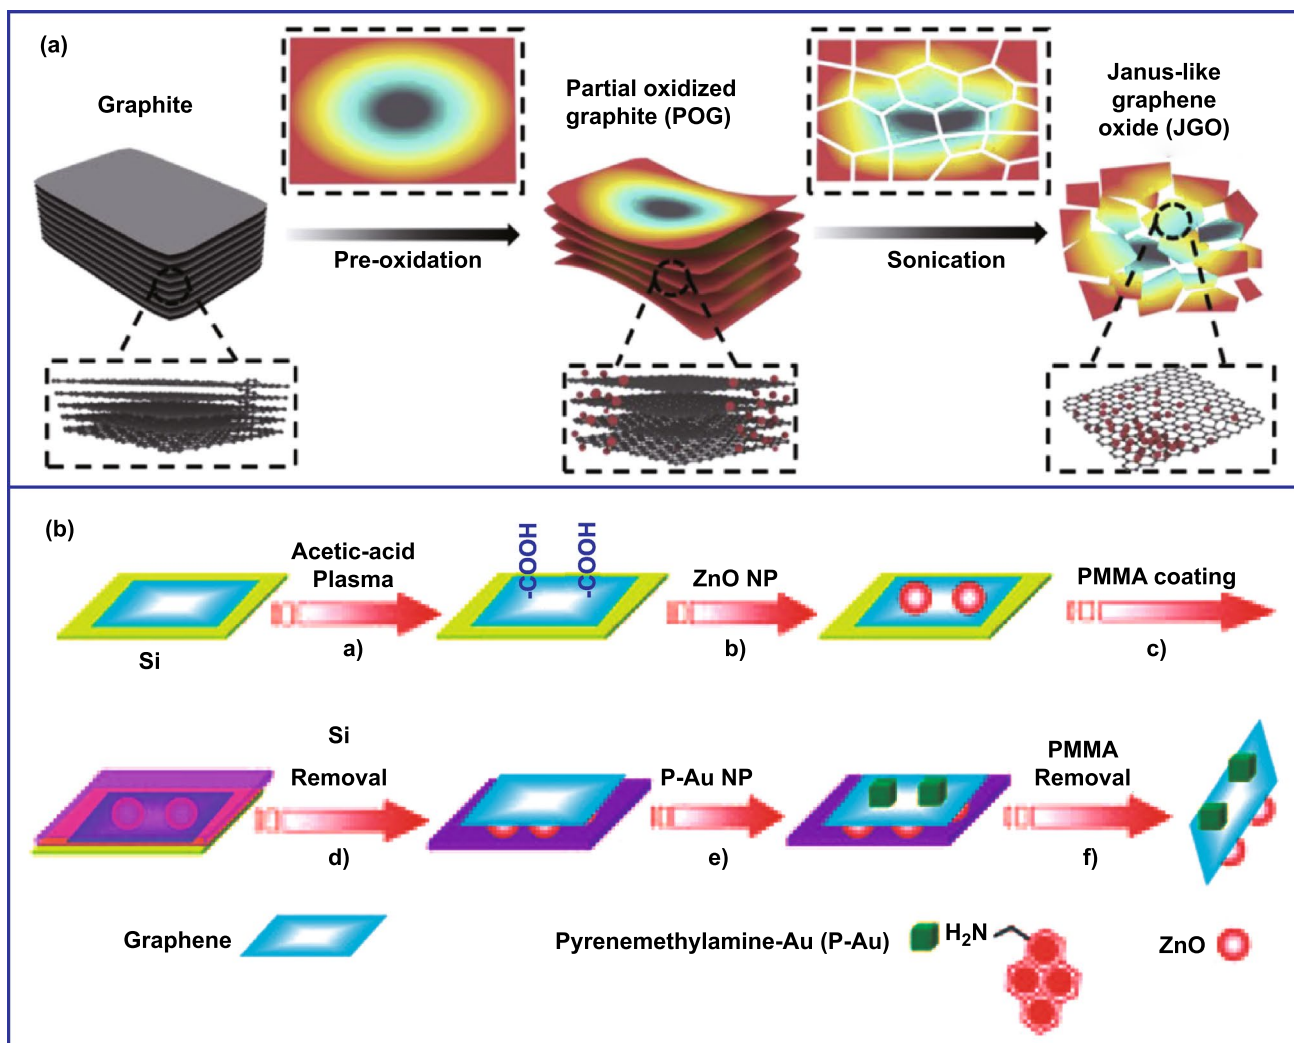 (a)
Graphite
Pre-oxidation
Partial oxidized
graphite (POG)
Sonication
Janus-like
graphene
oxide (JGO)
(b)
Si
Acetic-acid
Plasma
a)
-COOH
-COOH
ZnO NP
b)
PMMA coating
c)
Si
Removal
d)
P-Au NP
e)
PMMA
Removal
f)
Graphene
Pyrenemethylamine-Au (P-Au)
H₂N
ZnO